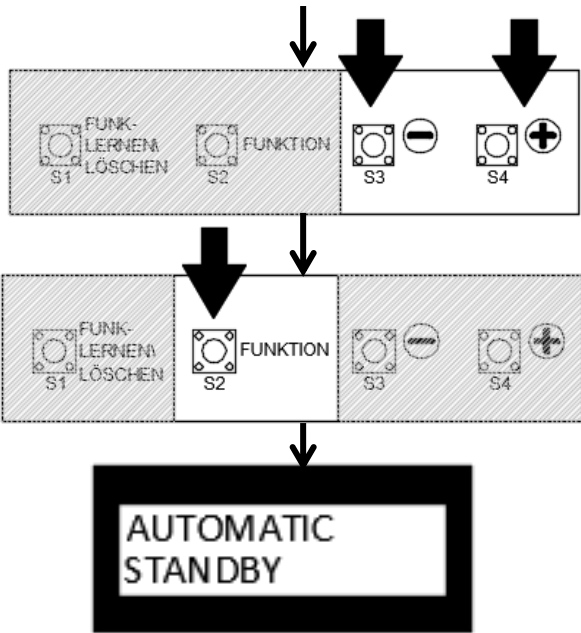 FUNK-
LERNEN\
LÖSCHEN
S1
FUNKTION
S2
S3
S4
FUNK-
LERNEN\
LÖSCHEN
S1
FUNKTION
S2
S3
S4
AUTOMATIC
STANDBY